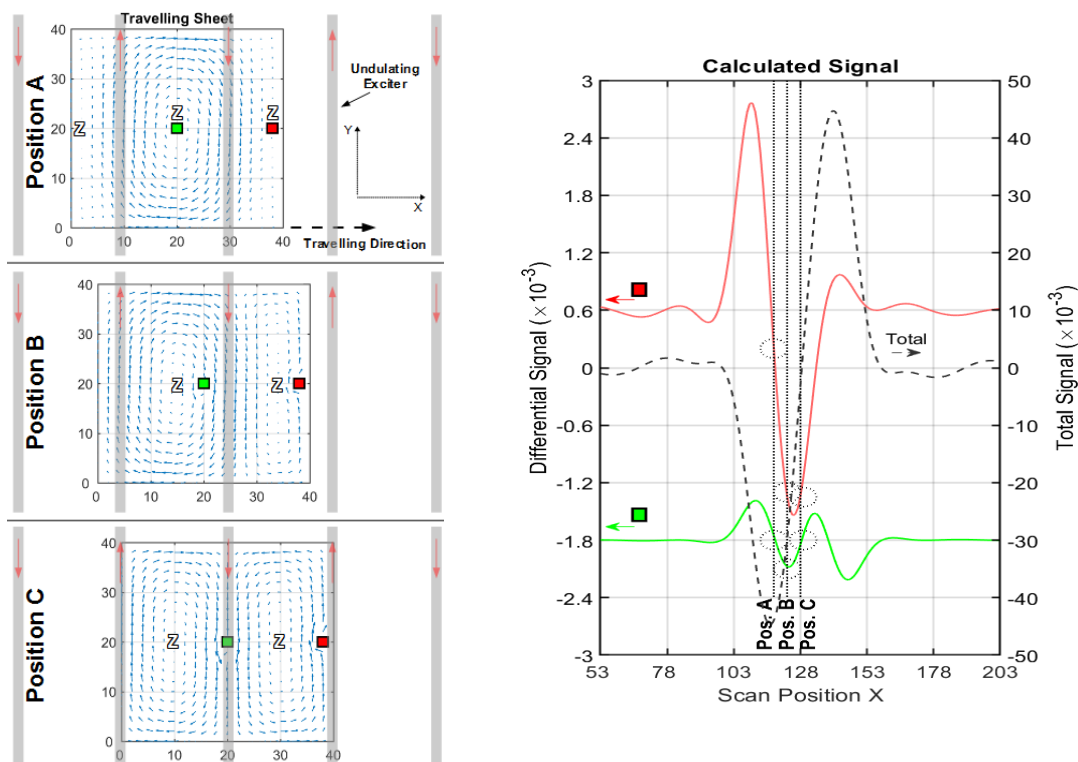 Travelling Sheet
Position A
40
30
20
10
0
Z
Z
Z
0
10
20
30
40
Undulating
Exciter
Y
X
Travelling Direction
Position B
40
30
20
10
0
Z
Z
0
10
20
30
40
Position C
40
30
20
10
0
Z
Z
0
10
20
30
40
Calculated Signal
Differential Signal (×10⁻³)
3
2.4
1.8
1.2
0.6
0
-0.6
-1.2
-1.8
-2.4
-3
Total
Pos. A
Pos. B
Pos. C
50
40
30
20
10
0
-10
-20
-30
-40
-50
Total Signal (×10⁻³)
53
78
103
128
153
178
203
Scan Position X